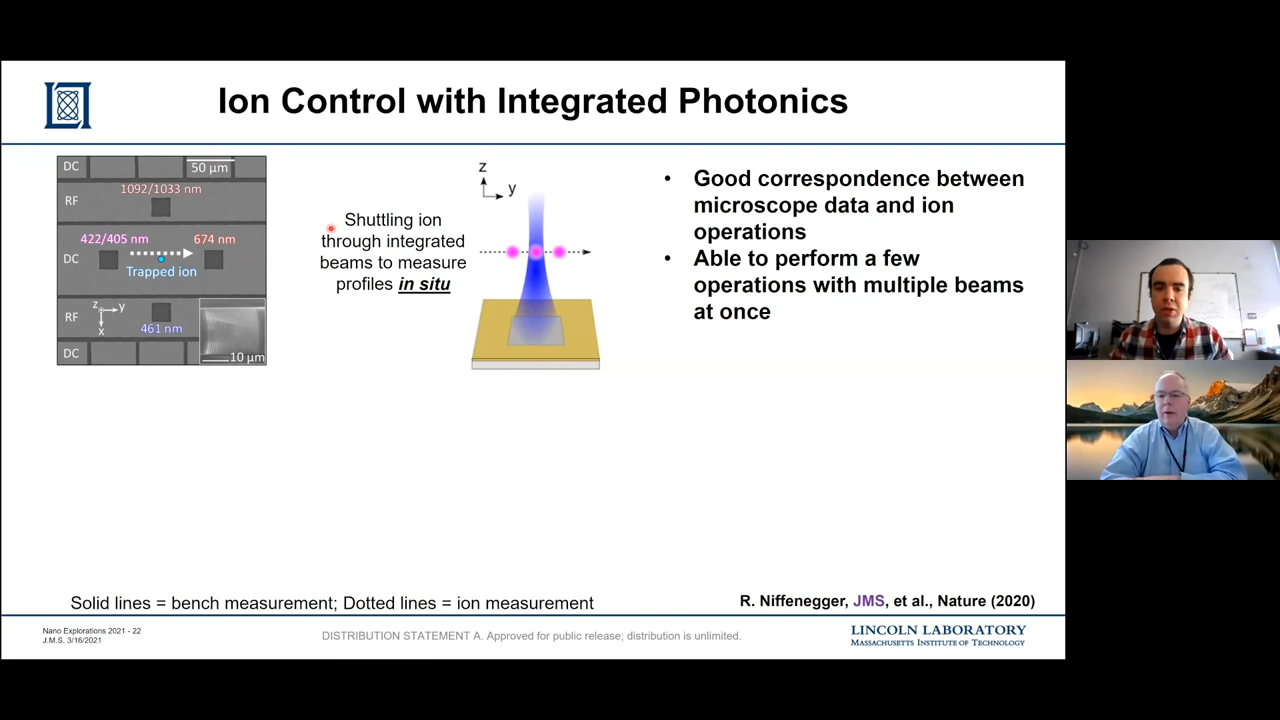 Ion Control with Integrated Photonics
DC
50 µm
1092/1033 nm
RF
422/405 nm
674 nm
DC
Trapped ion
z
y
x
RF
461 nm
10 µm
DC
Shuttling ion
through integrated
beams to measure
profiles in situ
z
y
• Good correspondence between
microscope data and ion
operations
• Able to perform a few
operations with multiple beams
at once
Solid lines = bench measurement; Dotted lines = ion measurement
R. Niffenegger, JMS, et al., Nature (2020)
Nano Explorations 2021 - 22
J.M.S. 3/16/2021
DISTRIBUTION STATEMENT A. Approved for public release; distribution is unlimited.
LINCOLN LABORATORY
MASSACHUSETTS INSTITUTE OF TECHNOLOGY